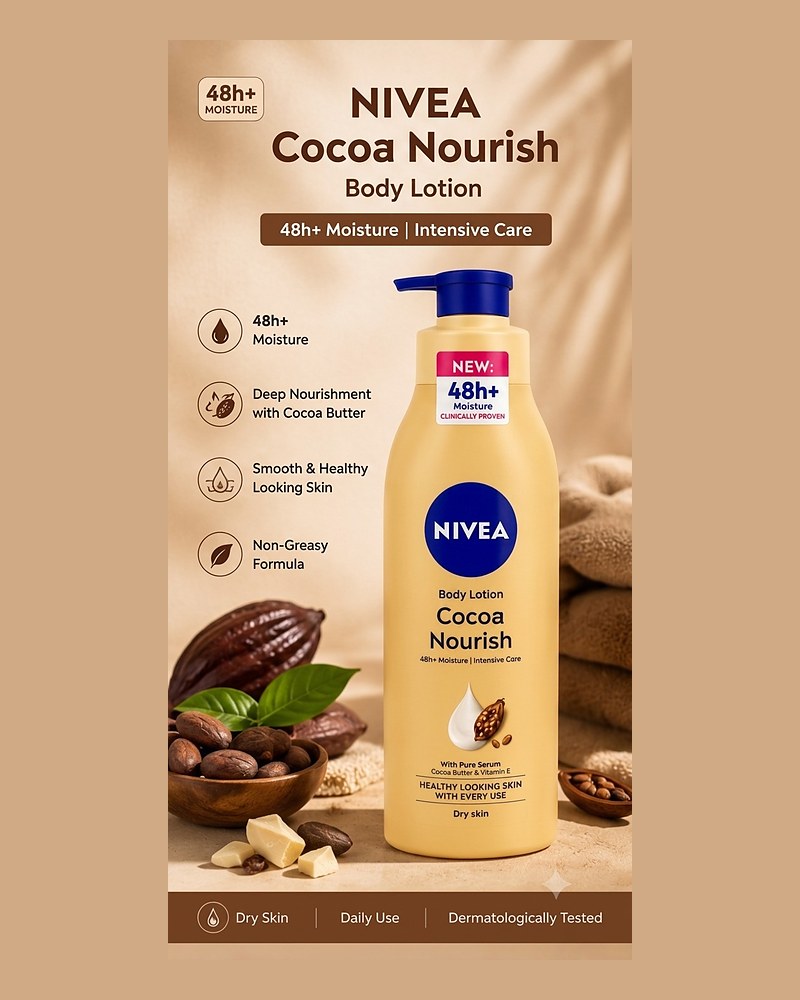 48h+
MOISTURE
NIVEA
Cocoa Nourish
Body Lotion
48h+ Moisture | Intensive Care
48h+
Moisture
Deep Nourishment
with Cocoa Butter
Smooth & Healthy
Looking Skin
Non-Greasy
Formula
NEW:
48h+
Moisture
CLINICALLY PROVEN
NIVEA
Body Lotion
Cocoa
Nourish
48h+ Moisture | Intensive Care
With Pure Serum
Cocoa Butter & Vitamin E
HEALTHY LOOKING SKIN
WITH EVERY USE
Dry skin
Dry Skin | Daily Use | Dermatologically Tested